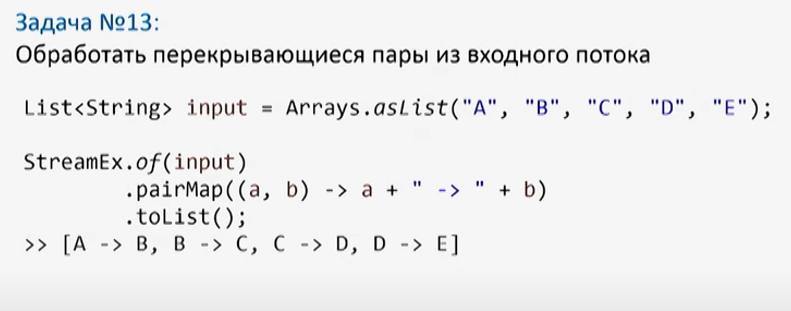 Задача №13:
Обработать перекрывающиеся пары из входного потока
List<String> input = Arrays.asList("A", "B", "C", "D", "E");
StreamEx.of(input)
.pairMap((a, b) -> a + " -> " + b)
.toList();
>> [A -> B, B -> C, C -> D, D -> E]